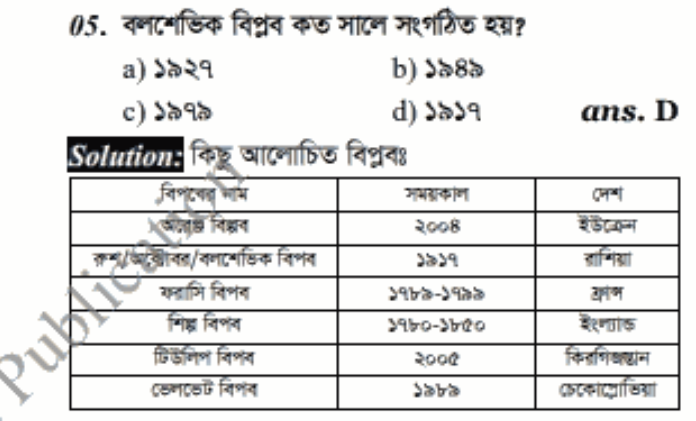 05. বলশেভিক বিপ্লব কত সালে সংগঠিত হয়?
a) ১৯২৭ b) ১৯৪৯
c) ১৯৭৯ d) ১৯১৭ ans. D
Solution: কিছু আলোচিত বিপ্লবঃ
বিপবের নাম সময়কাল দেশ
অরেঞ্জ বিপ্লব ২০০৪ ইউক্রেন
রুশ/অক্টোবর/বলশেভিক বিপব ১৯১৭ রাশিয়া
ফরাসি বিপব ১৭৮৯-১৭৯৯ ফ্রান্স
শিল্প বিপব ১৭৮০-১৮৫০ ইংল্যান্ড
টিউলিপ বিপব ২০০৫ কিরগিজস্তান
ভেলভেট বিপব ১৯৮৯ চেকোস্লোভিয়া
Publication